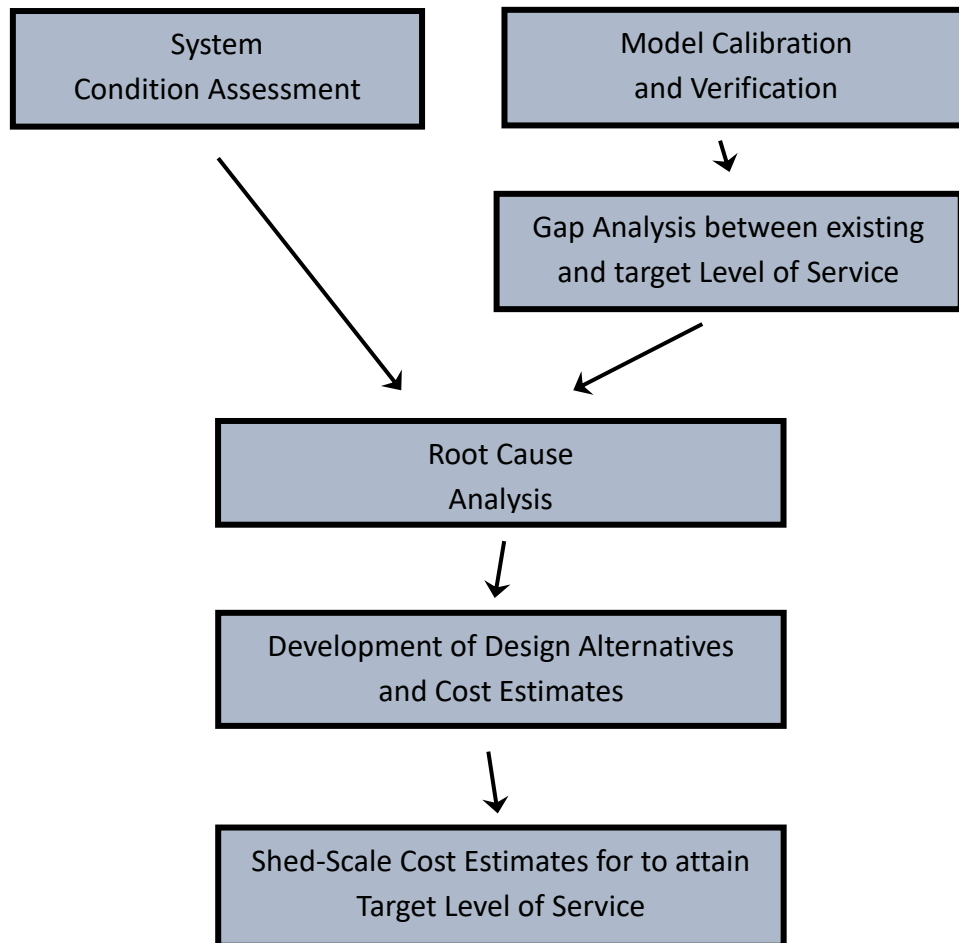 System
Condition Assessment
Model Calibration
and Verification
Gap Analysis between existing
and target Level of Service
Root Cause
Analysis
Development of Design Alternatives
and Cost Estimates
Shed-Scale Cost Estimates for to attain
Target Level of Service